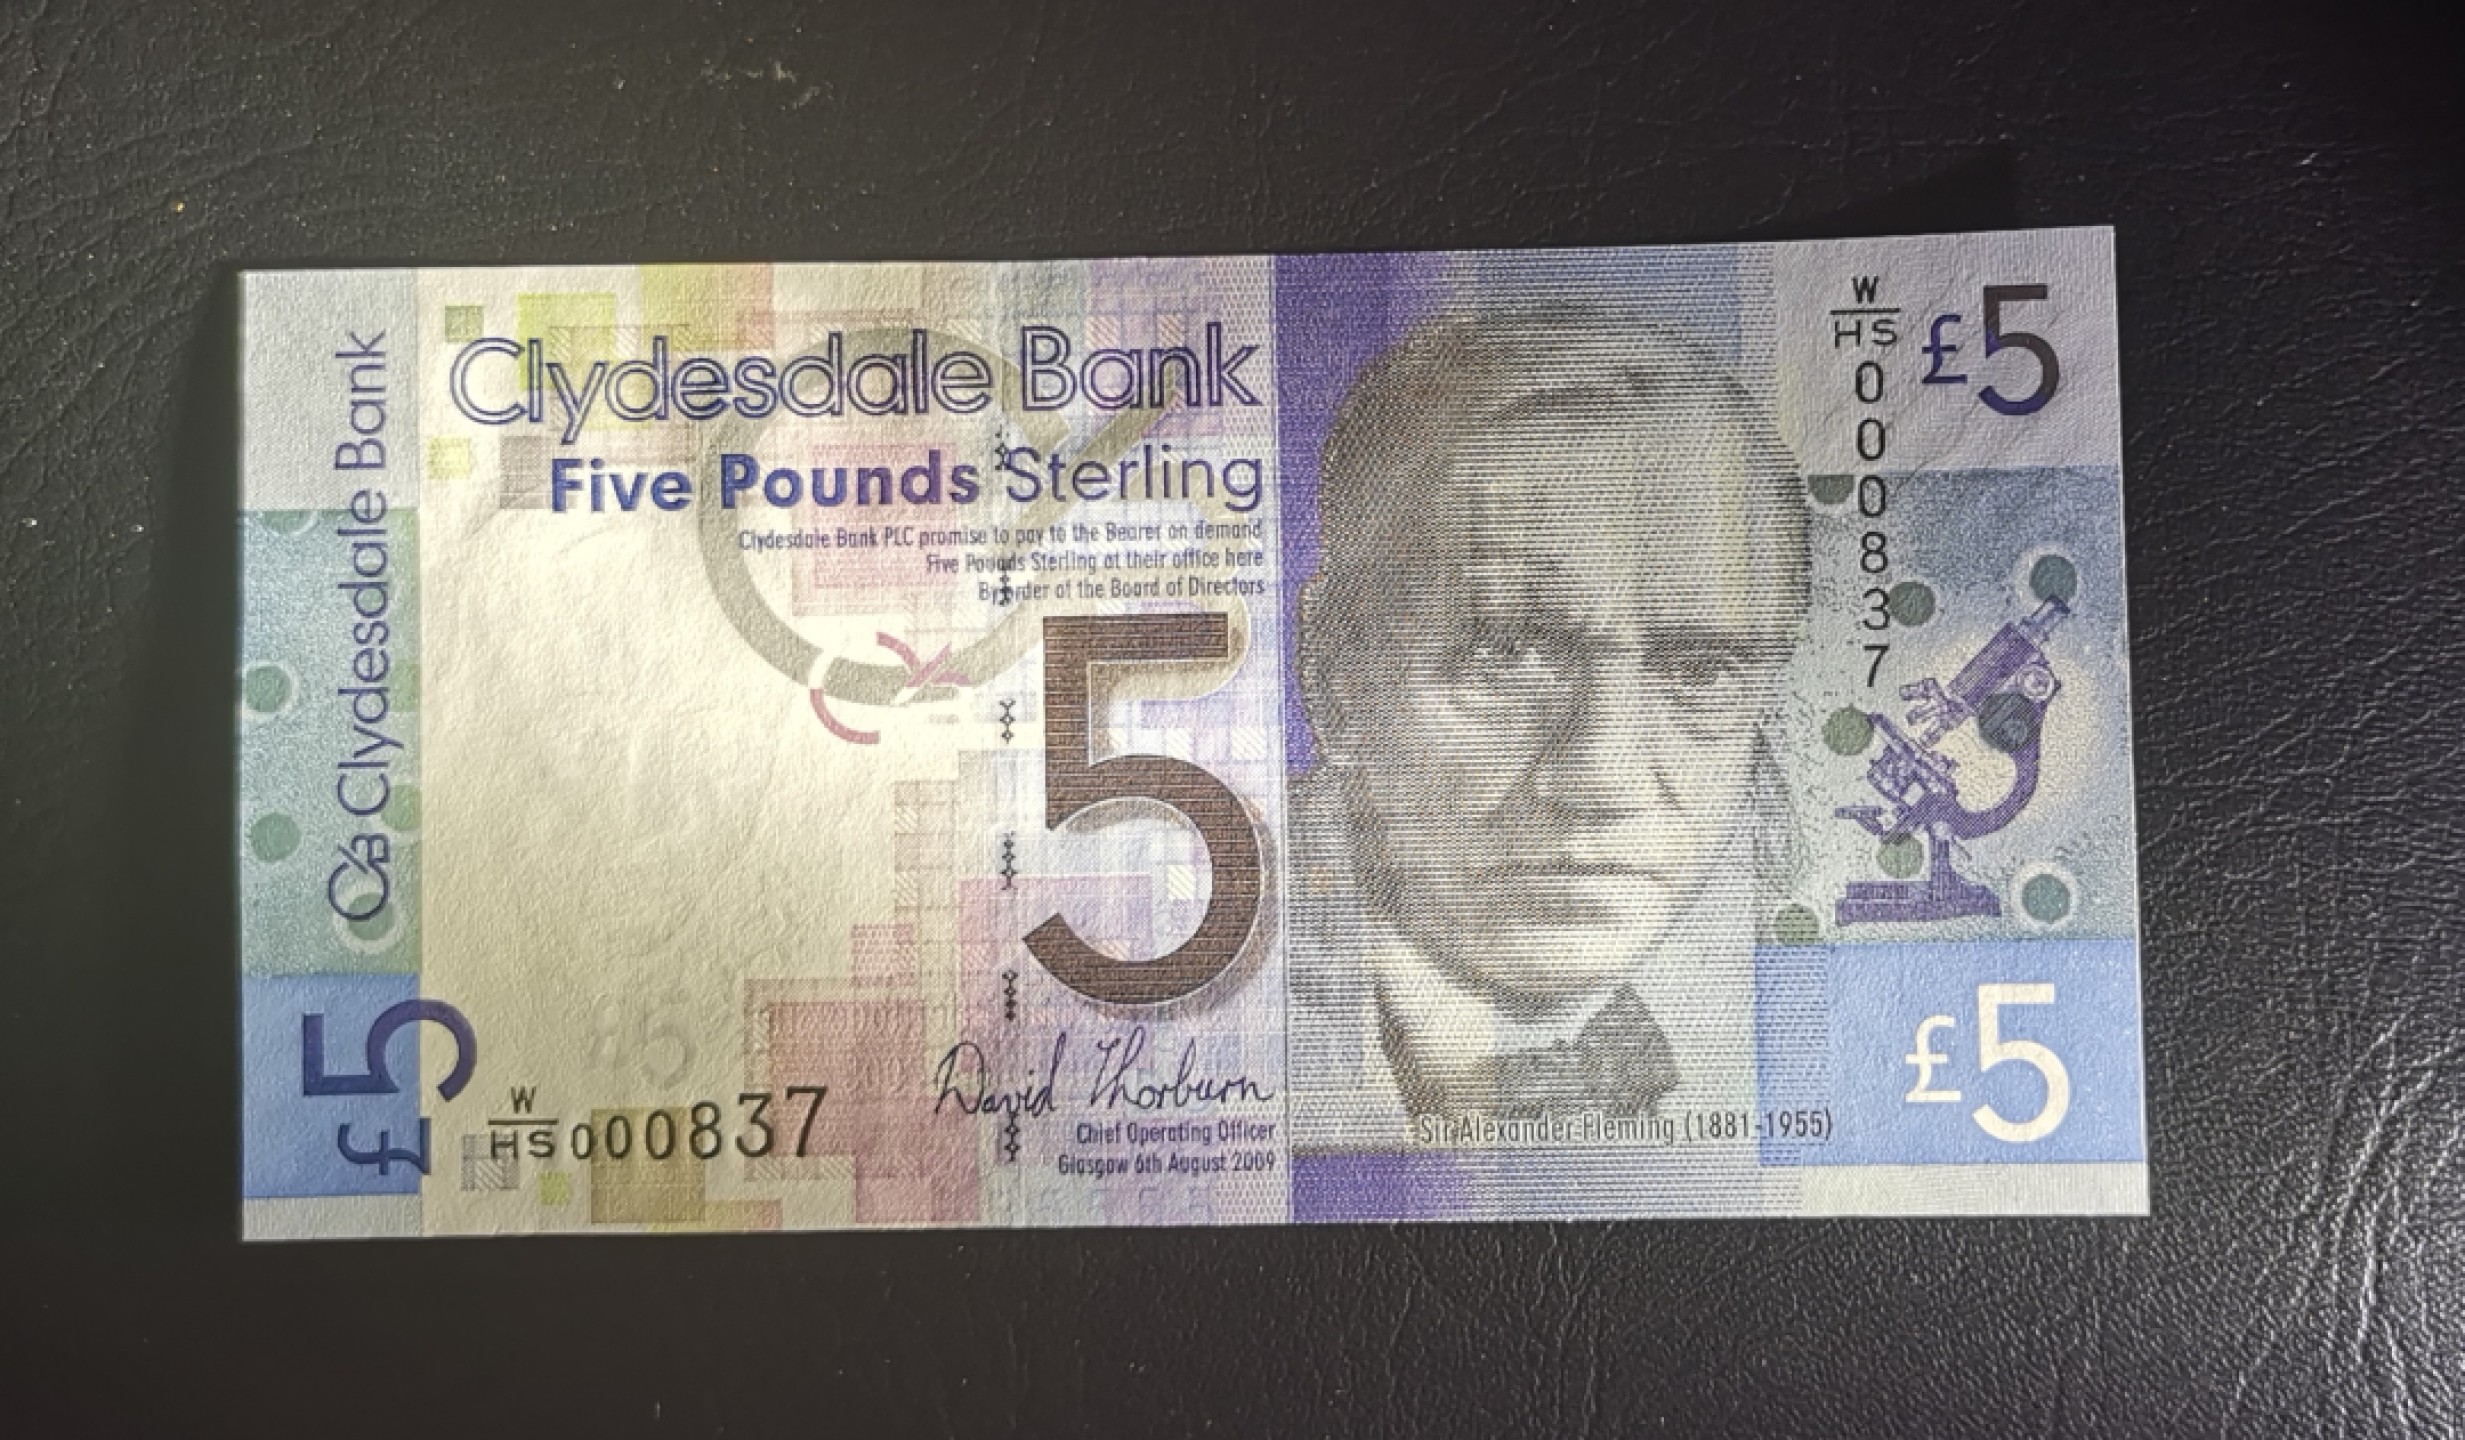 Clydesdale Bank
£5
Clydesdale Bank
Five Pounds Sterling
Clydesdale Bank PLC promise to pay to the Bearer on demand
Five Pounds Sterling at their office here
By order of the Board of Directors
5
£5
W/HS 000837
David Thorburn
Chief Operating Officer
Glasgow 6th August 2009
Sir Alexander Fleming (1881-1955)
W/HS 000837
£5
£5